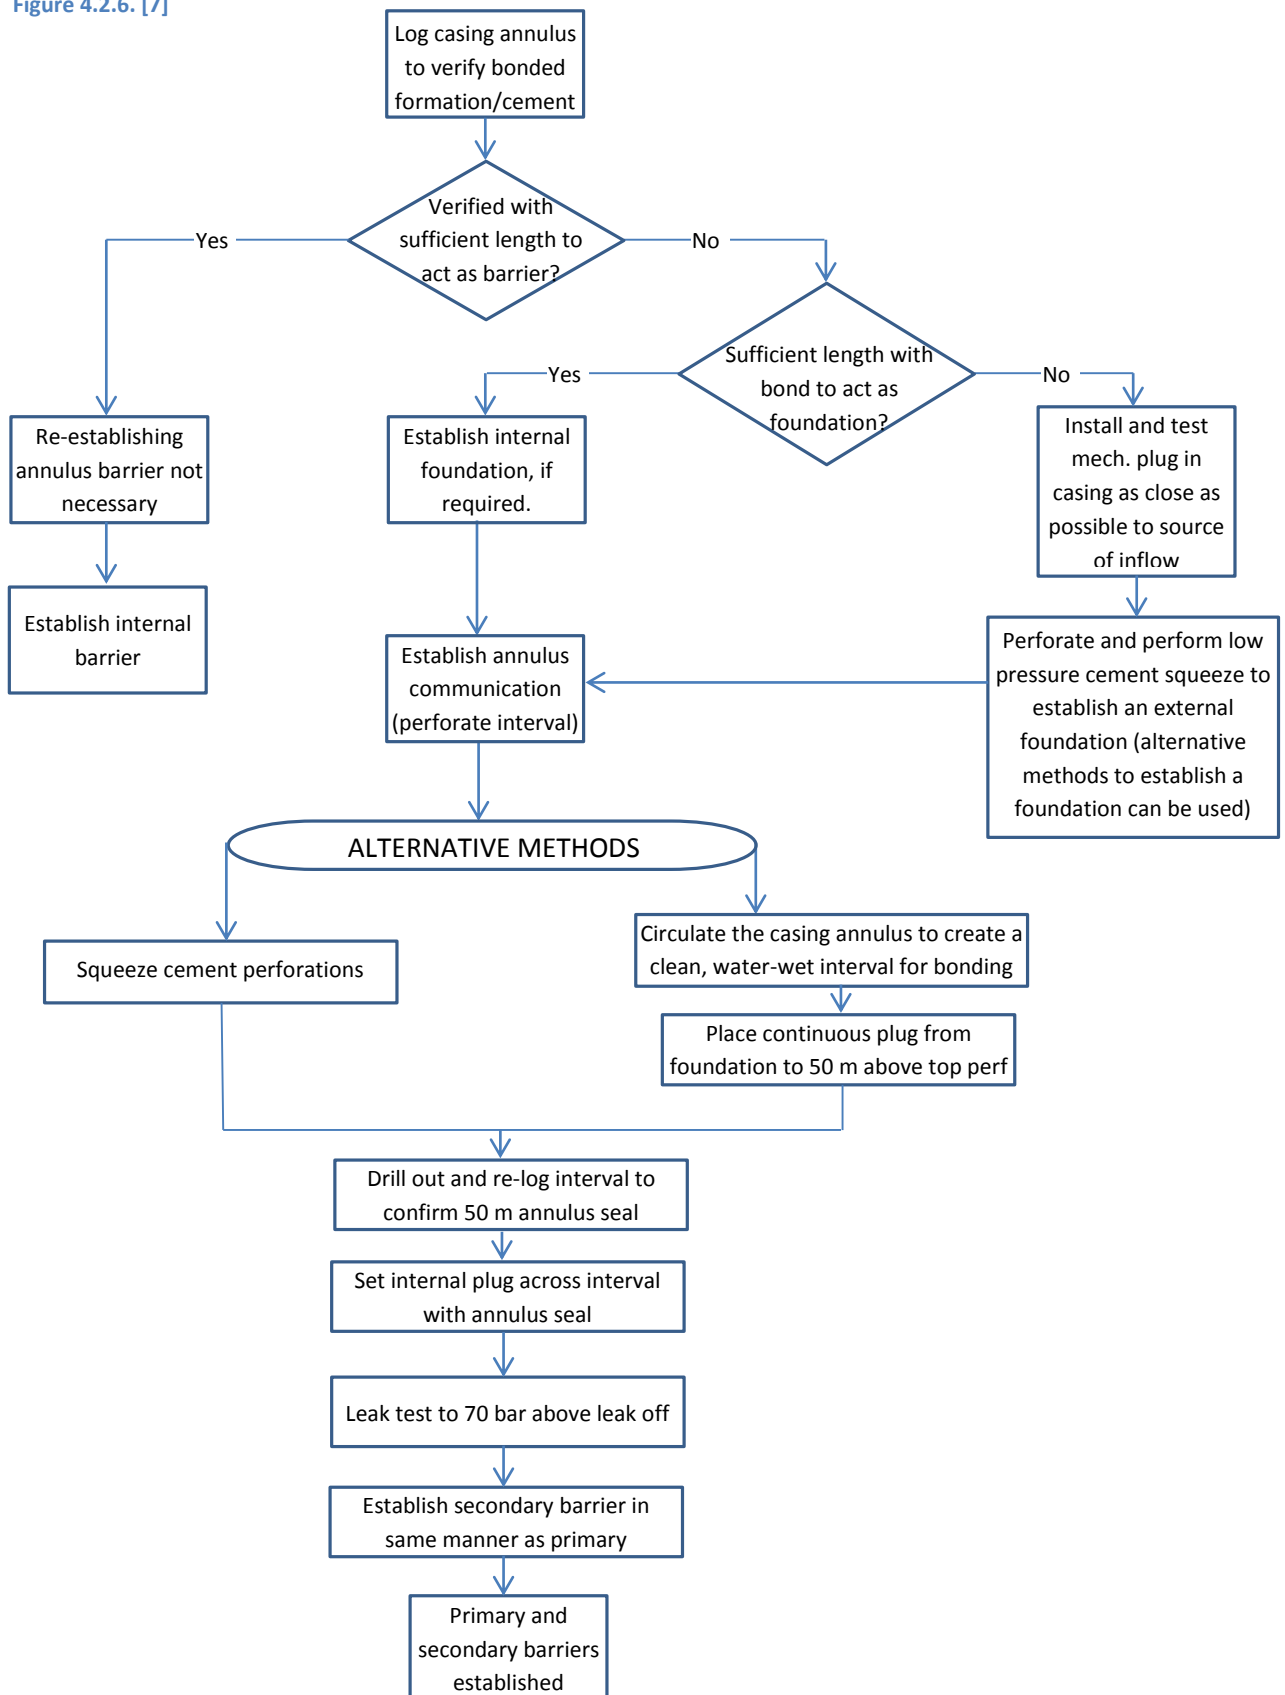 Figure 4.2.6. [7]
Log casing annulus
to verify bonded
formation/cement
Verified with
sufficient length to
act as barrier?
Yes
No
Sufficient length with
bond to act as
foundation?
Yes
No
Re-establishing
annulus barrier not
necessary
Establish internal
foundation, if
required.
Install and test
mech. plug in
casing as close as
possible to source
of inflow
Establish internal
barrier
Establish annulus
communication
(perforate interval)
Perforate and perform low
pressure cement squeeze to
establish an external
foundation (alternative
methods to establish a
foundation can be used)
ALTERNATIVE METHODS
Squeeze cement perforations
Circulate the casing annulus to create a
clean, water-wet interval for bonding
Place continuous plug from
foundation to 50 m above top perf
Drill out and re-log interval to
confirm 50 m annulus seal
Set internal plug across interval
with annulus seal
Leak test to 70 bar above leak off
Establish secondary barrier in
same manner as primary
Primary and
secondary barriers
established